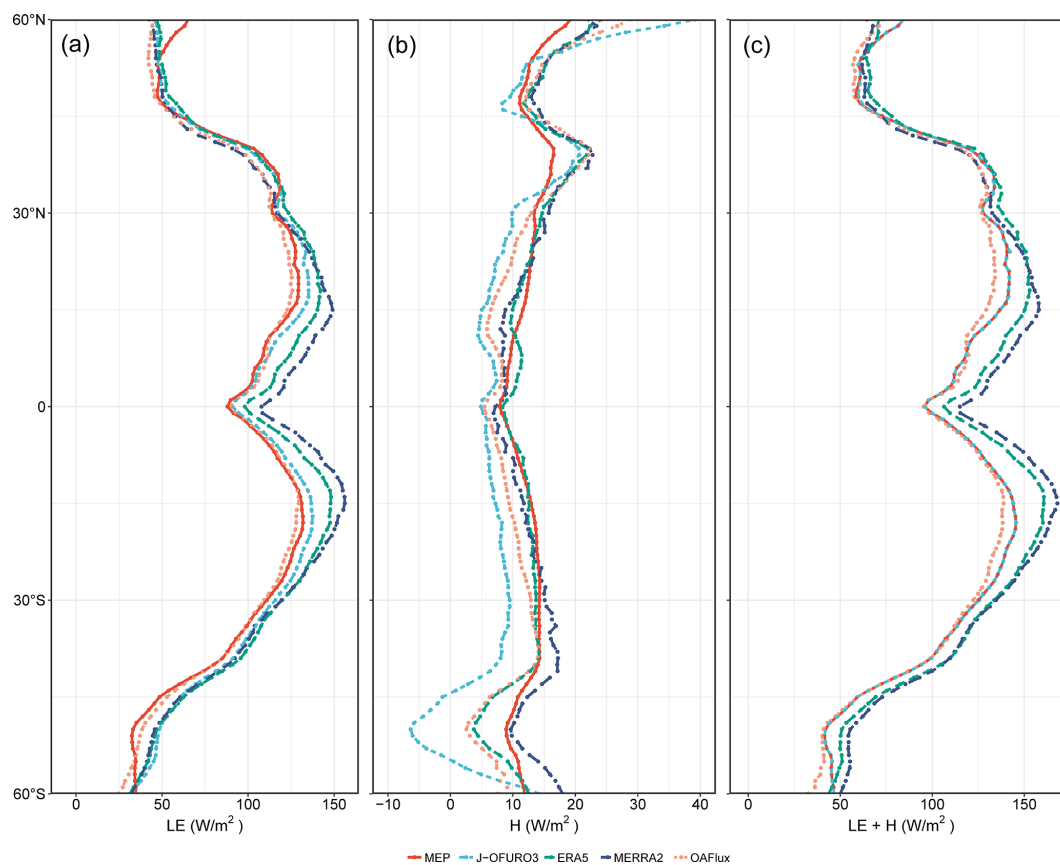 60°N
30°N
0
30°S
60°S
(a)
(b)
(c)
0 50 100 150
−10 0 10 20 30 40
0 50 100 150
LE (W/m²)
H (W/m²)
LE + H (W/m²)
MEP J−OFURO3 ERA5 MERRA2 OAFlux